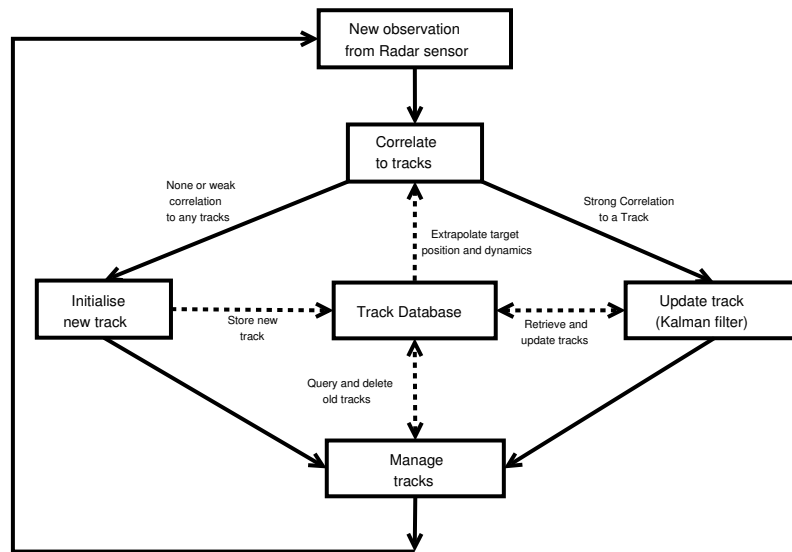 New observation
from Radar sensor
Correlate
to tracks
None or weak
correlation
to any tracks
Strong Correlation
to a Track
Extrapolate target
position and dynamics
Initialise
new track
Store new
track
Track Database
Retrieve and
update tracks
Update track
(Kalman filter)
Query and delete
old tracks
Manage
tracks